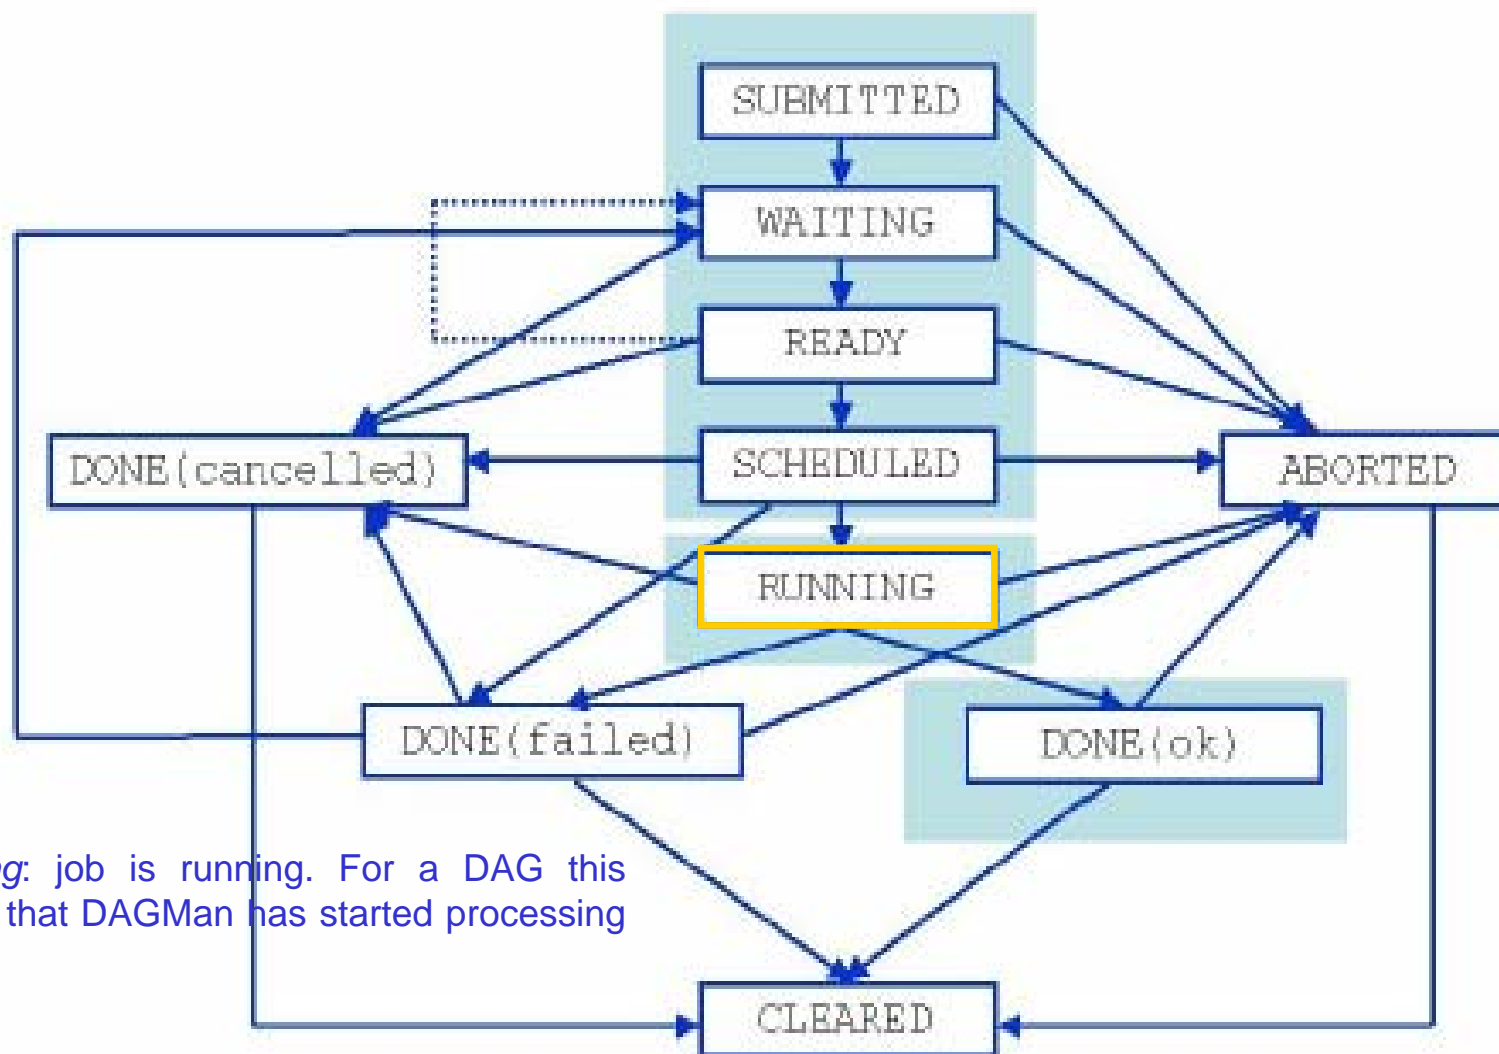 SUBMITTED
WAITING
READY
DONE(cancelled)
SCHEDULED
ABORTED
RUNNING
DONE(failed)
DONE(ok)
: job is running. For a DAG this
that DAGMan has started processing
CLEARED